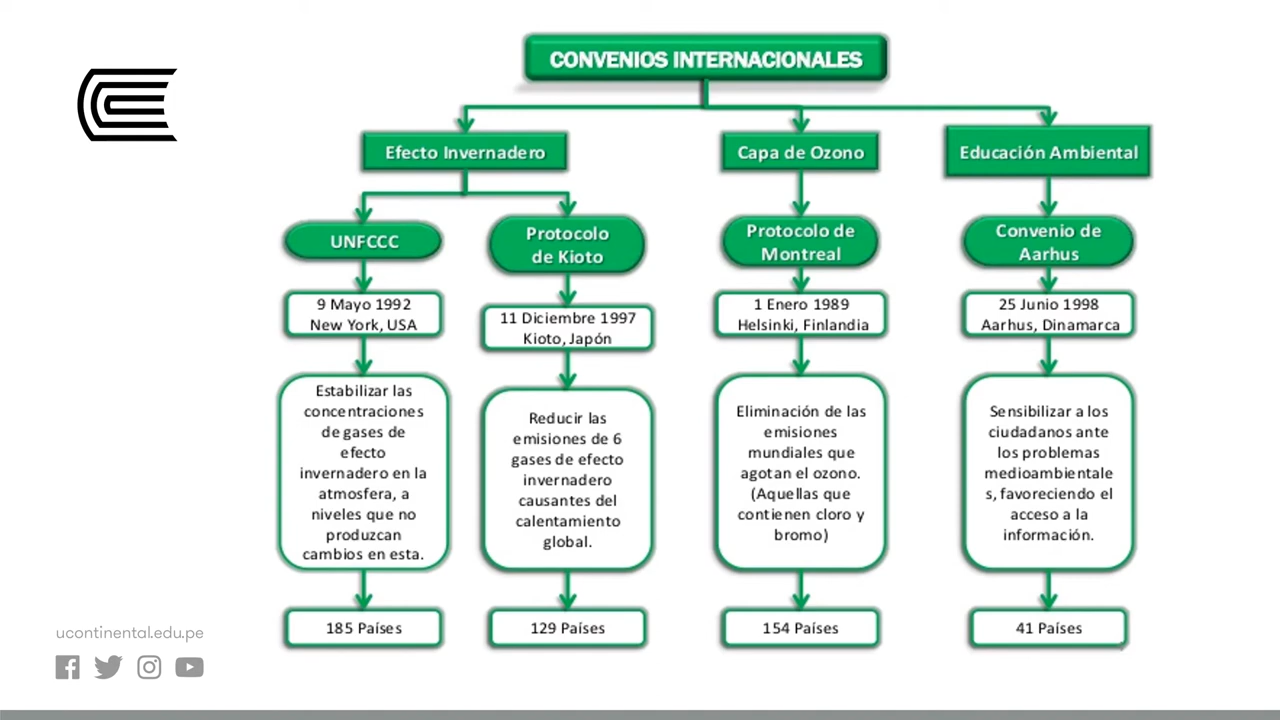 CONVENIOS INTERNACIONALES
Efecto Invernadero
Capa de Ozono
Educación Ambiental
UNFCCC
9 Mayo 1992
New York, USA
Estabilizar las
concentraciones
de gases de
efecto
invernadero en la
atmosfera, a
niveles que no
produzcan
cambios en esta.
185 Países
Protocolo
de Kioto
11 Diciembre 1997
Kioto, Japón
Reducir las
emisiones de 6
gases de efecto
invernadero
causantes del
calentamiento
global.
129 Países
Protocolo de
Montreal
1 Enero 1989
Helsinki, Finlandia
Eliminación de las
emisiones
mundiales que
agotan el ozono.
(Aquellas que
contienen cloro y
bromo)
154 Países
Convenio de
Aarhus
25 Junio 1998
Aarhus, Dinamarca
Sensibilizar a los
ciudadanos ante
los problemas
medioambientale
s, favoreciendo el
acceso a la
información.
41 Países
ucontinental.edu.pe